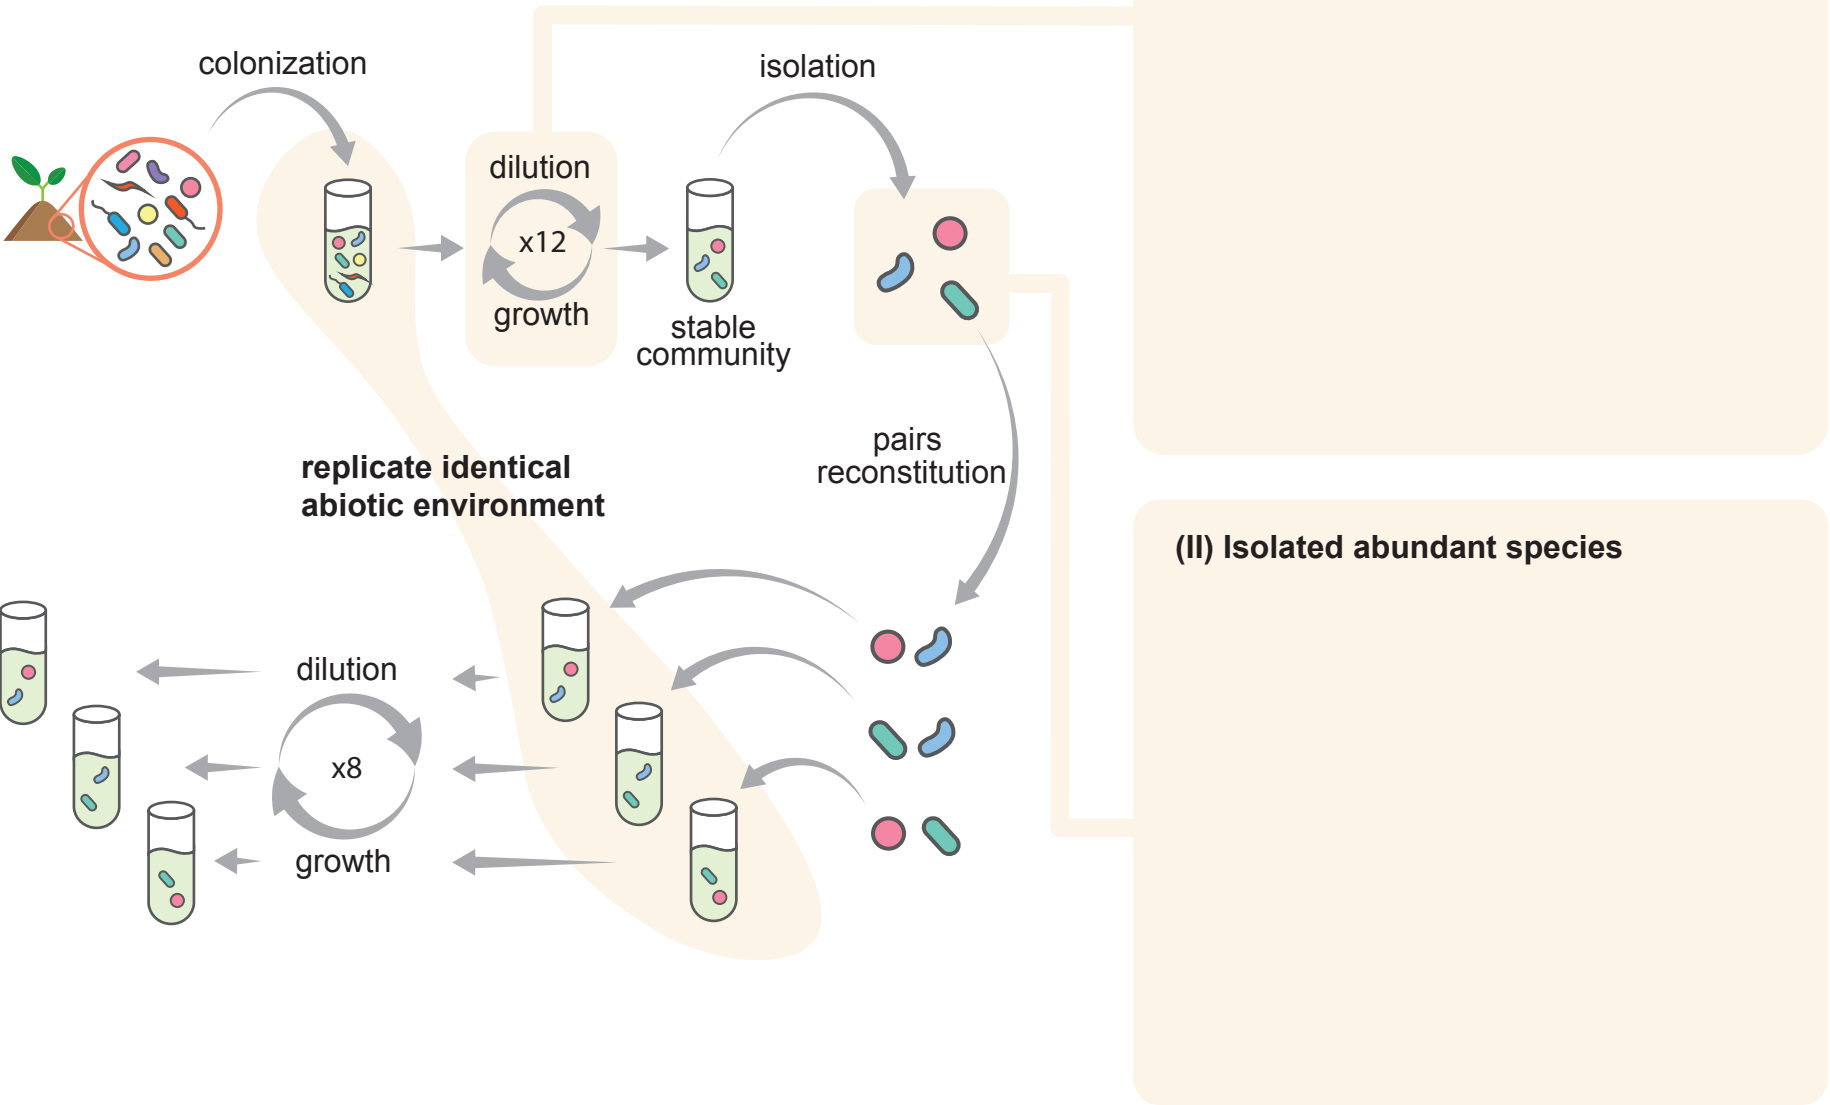 colonization
isolation
dilution
x12
growth
stable
community
pairs
reconstitution
replicate identical
abiotic environment
(II) Isolated abundant species
dilution
x8
growth